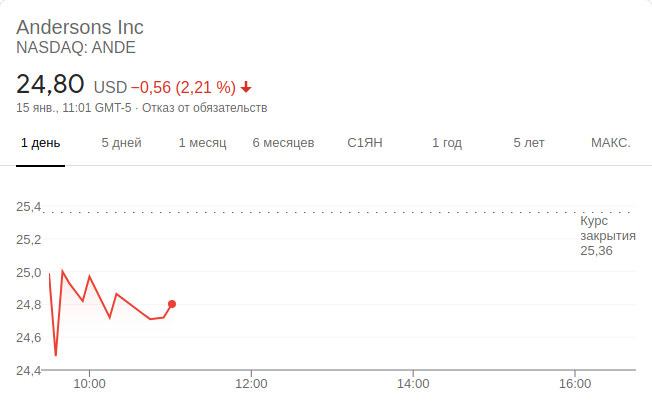 Andersons Inc
NASDAQ: ANDE
24,80 USD −0,56 (2,21 %)
15 янв., 11:01 GMT-5 · Отказ от обязательств
1 день 5 дней 1 месяц 6 месяцев С1ЯН 1 год 5 лет МАКС.
25,4
Курс
закрытия
25,36
25,2
25,0
24,8
24,6
24,4
10:00 12:00 14:00 16:00